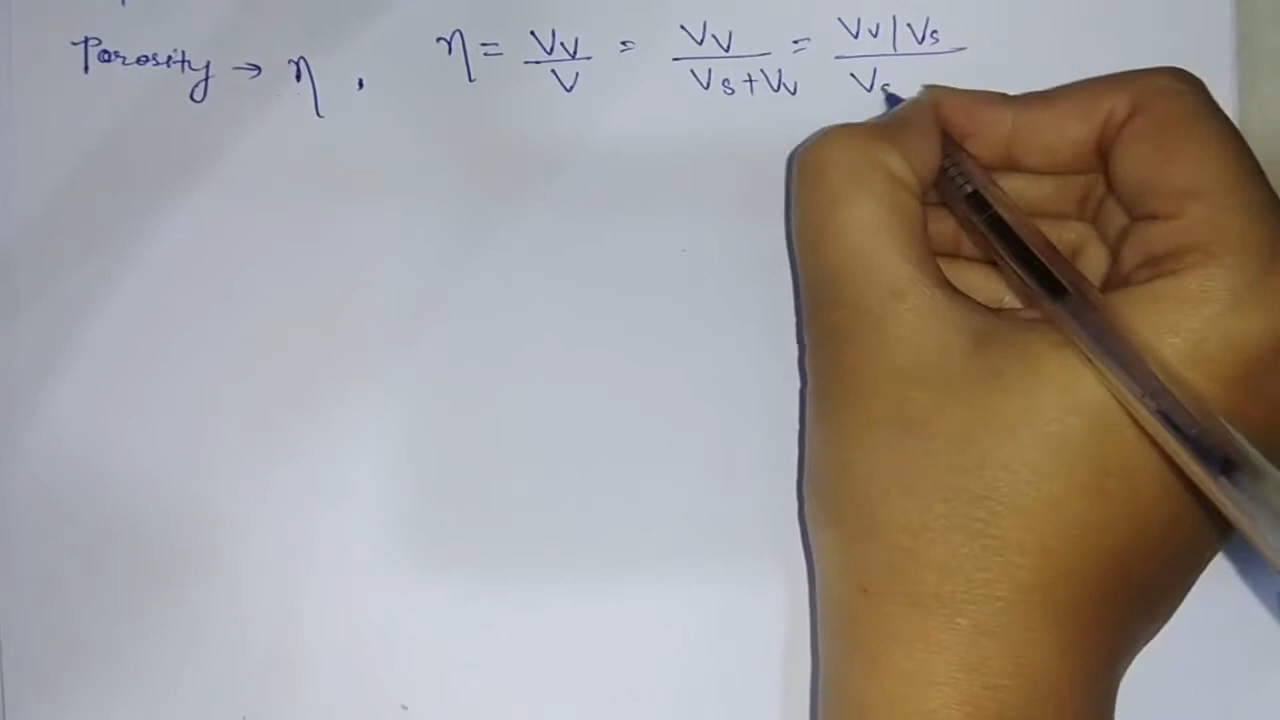 Porosity → η , η = Vv / V = Vv / Vs+Vv = Vv|Vs / Vs